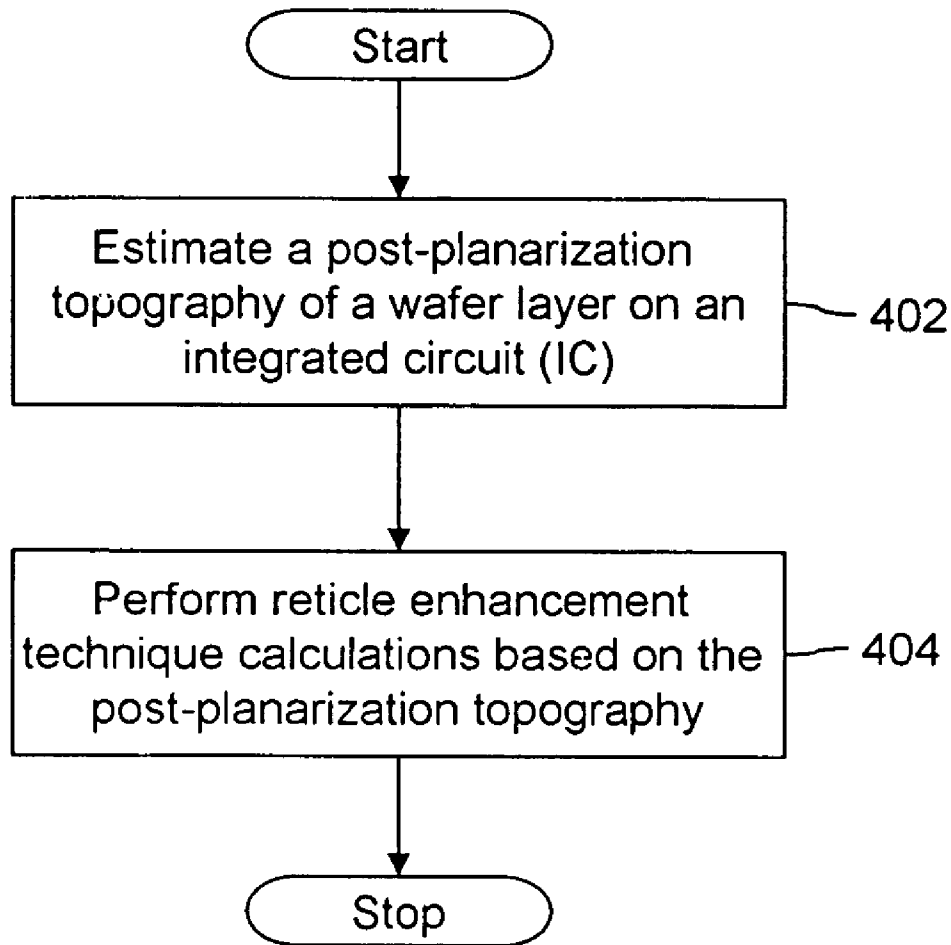 Start
Estimate a post-planarization
topography of a wafer layer on an
integrated circuit (IC)
402
Perform reticle enhancement
technique calculations based on the
post-planarization topography
404
Stop